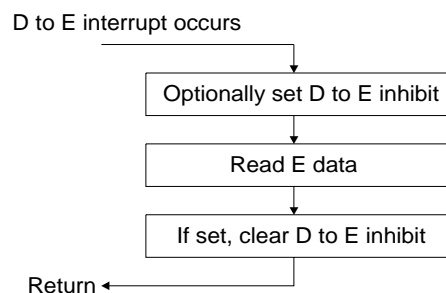 D to E interrupt occurs
Optionally set D to E inhibit
Read E data
If set, clear D to E inhibit
Return